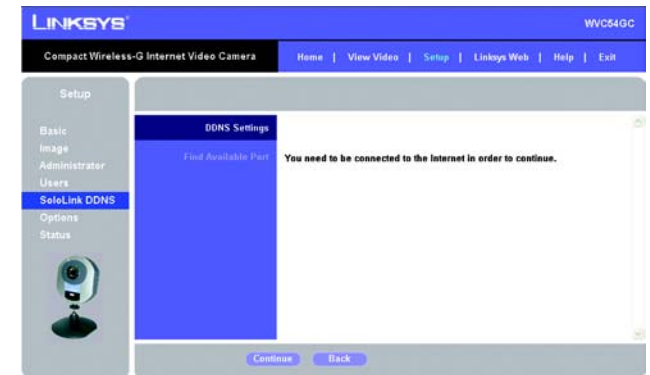 LINKSYS®
WVC54GC
Compact Wireless-G Internet Video Camera
Home | View Video | Setup | Linksys Web | Help | Exit
Setup
Basic
Image
Administrator
Users
SoloLink DDNS
Options
Status
DDNS Settings
Find Available Port
You need to be connected to the Internet in order to continue.
Continue
Back